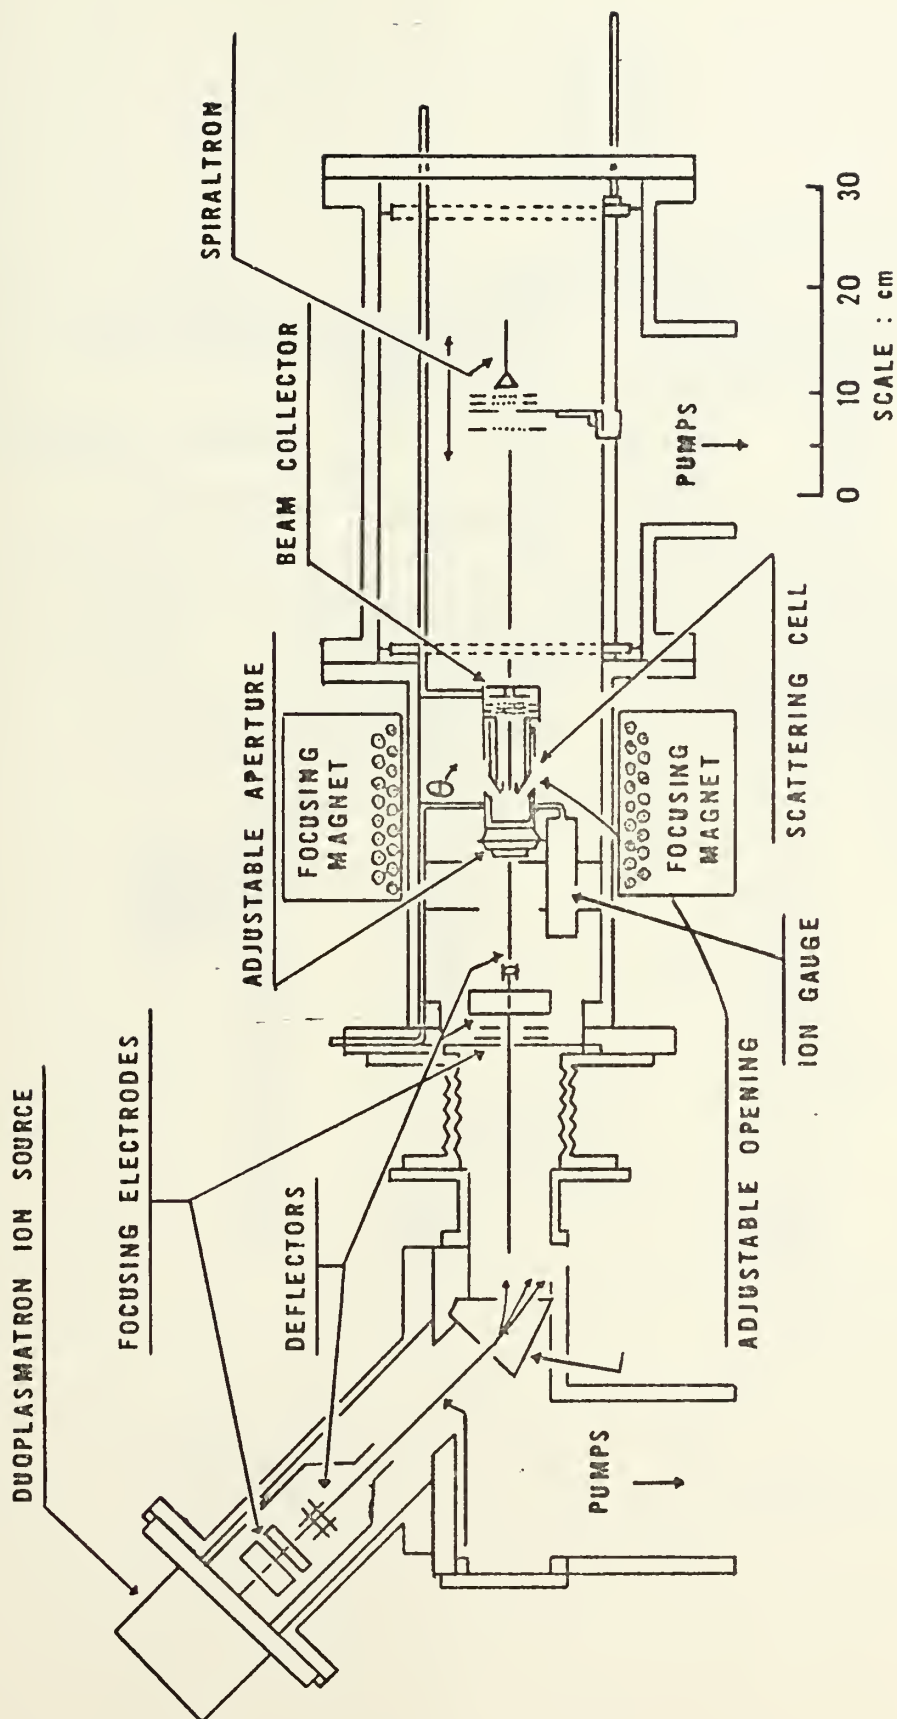 DUOPLASMATRON ION SOURCE
FOCUSING ELECTRODES
DEFLECTORS
ADJUSTABLE APERTURE
BEAM COLLECTOR
SPIRALTRON
FOCUSING
MAGNET
θ
FOCUSING
MAGNET
PUMPS
PUMPS
ADJUSTABLE OPENING
ION GAUGE
SCATTERING CELL
0 10 20 30
SCALE : cm